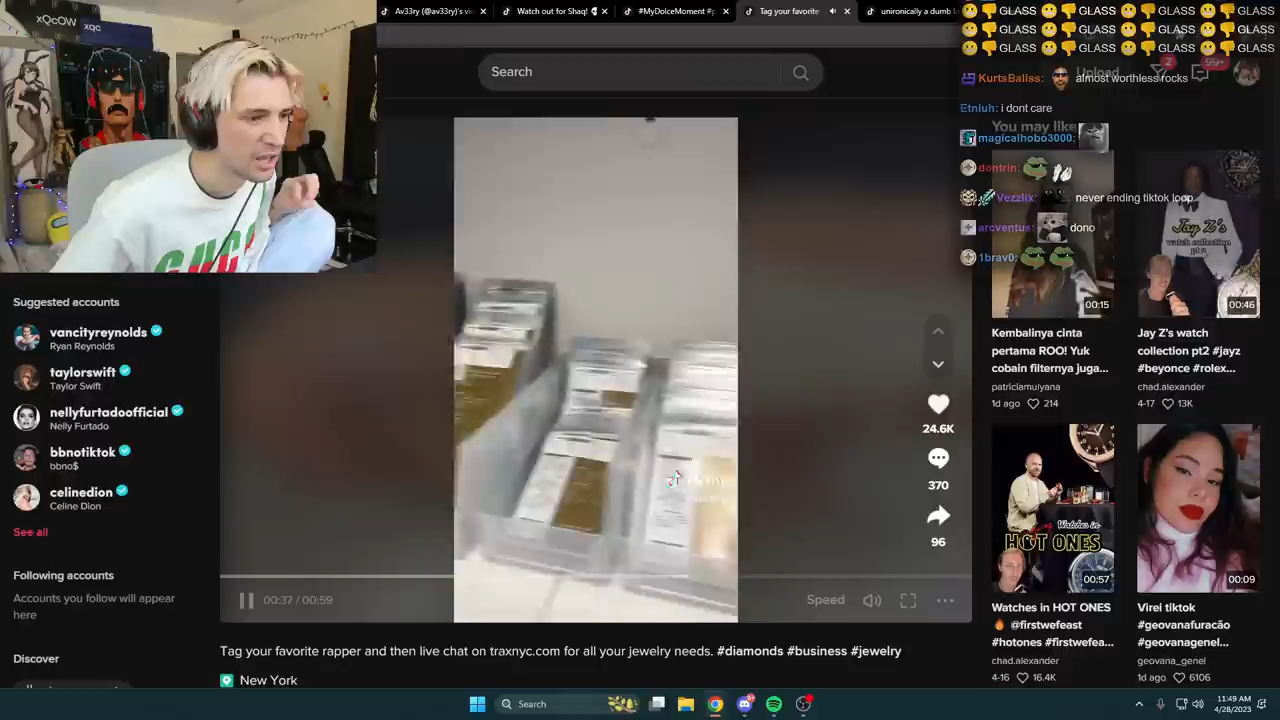 xQcOW
xqc
Av33ry (@av33ry)'s vi
Watch out for Shaq!
#MyDolceMoment #
Tag your favorite
unironically a dumb
GLASS GLASS GLASS GLASS
GLASS GLASS GLASS GLASS
GLASS GLASS GLASS GLASS
Search
Upload
2
99+
KurtsBallss: almost worthless rocks
Etniuh: i dont care
You may like
magicalhobo3000:
dontrin:
Vezzlix: never ending tiktok loop
arcventus: dono
1brav0:
Suggested accounts
vancityreynolds
Ryan Reynolds
taylorswift
Taylor Swift
nellyfurtadoofficial
Nelly Furtado
bbnotiktok
bbno$
celinedion
Celine Dion
See all
Following accounts
Accounts you follow will appear
here
Discover
24.6K
370
96
00:37 / 00:59
Speed
Tag your favorite rapper and then live chat on traxnyc.com for all your jewelry needs. #diamonds #business #jewelry
New York
00:15
Kembalinya cinta
pertama ROO! Yuk
cobain filternya juga...
patriciamulyana
1d ago 214
Jay Z's
watch collection
pt2
00:46
Jay Z's watch
collection pt2 #jayz
#beyonce #rolex...
chad.alexander
4-17 13K
Watches in
HOT ONES
00:57
Watches in HOT ONES
@firstwefeast
#hotones #firstwefea...
chad.alexander
4-16 16.4K
00:09
Virei tiktok
#geovanafuracão
#geovanagenel...
geovana_genel
1d ago 6106
Search
11:49 AM
4/28/2023